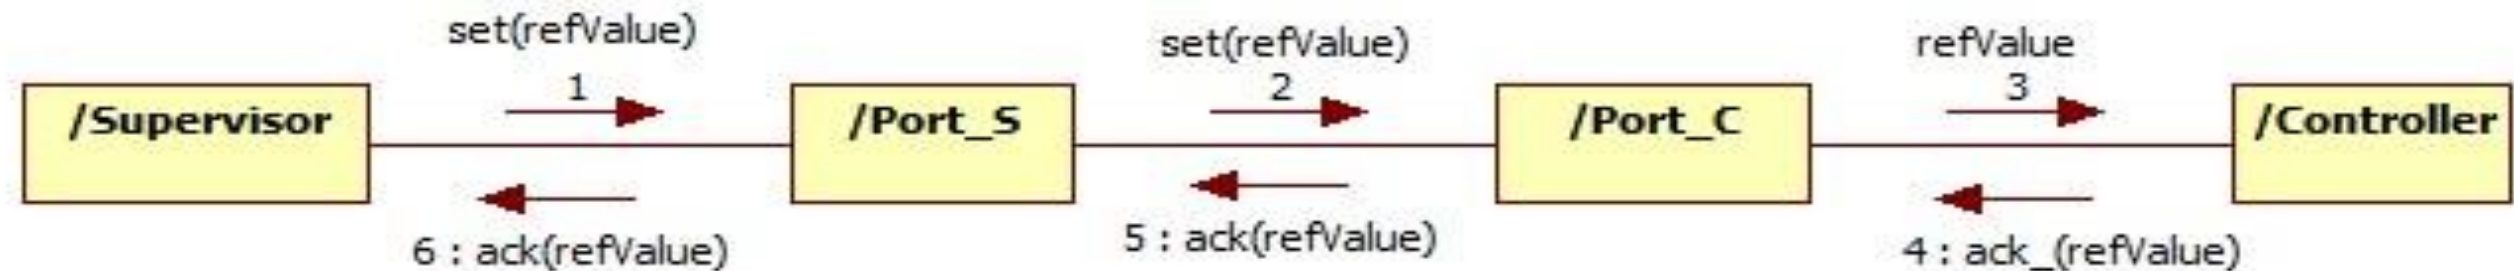 set(refValue)
1
set(refValue)
2
refValue
3
/Supervisor
/Port_S
/Port_C
/Controller
6 : ack(refValue)
5 : ack(refValue)
4 : ack_(refValue)